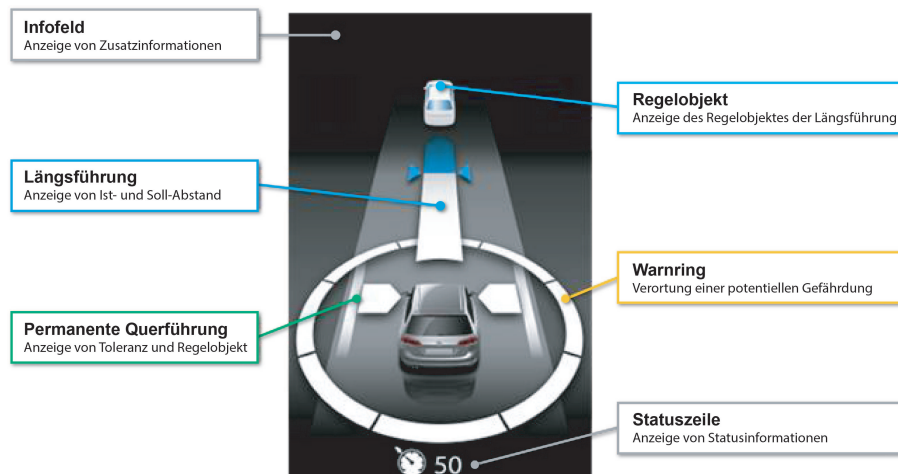 Infofeld
Anzeige von Zusatzinformationen
Regelobjekt
Anzeige des Regelobjektes der Längsführung
Längsführung
Anzeige von Ist- und Soll-Abstand
Warnring
Verortung einer potentiellen Gefährdung
Permanente Querführung
Anzeige von Toleranz und Regelobjekt
Statuszeile
Anzeige von Statusinformationen
50